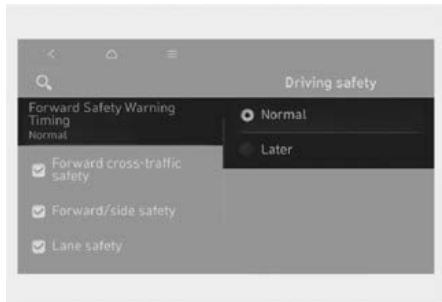 Driving safety
Forward Safety Warning
Timing
Normal
Forward cross-traffic
safety
Forward/side safety
Lane safety
Normal
Later